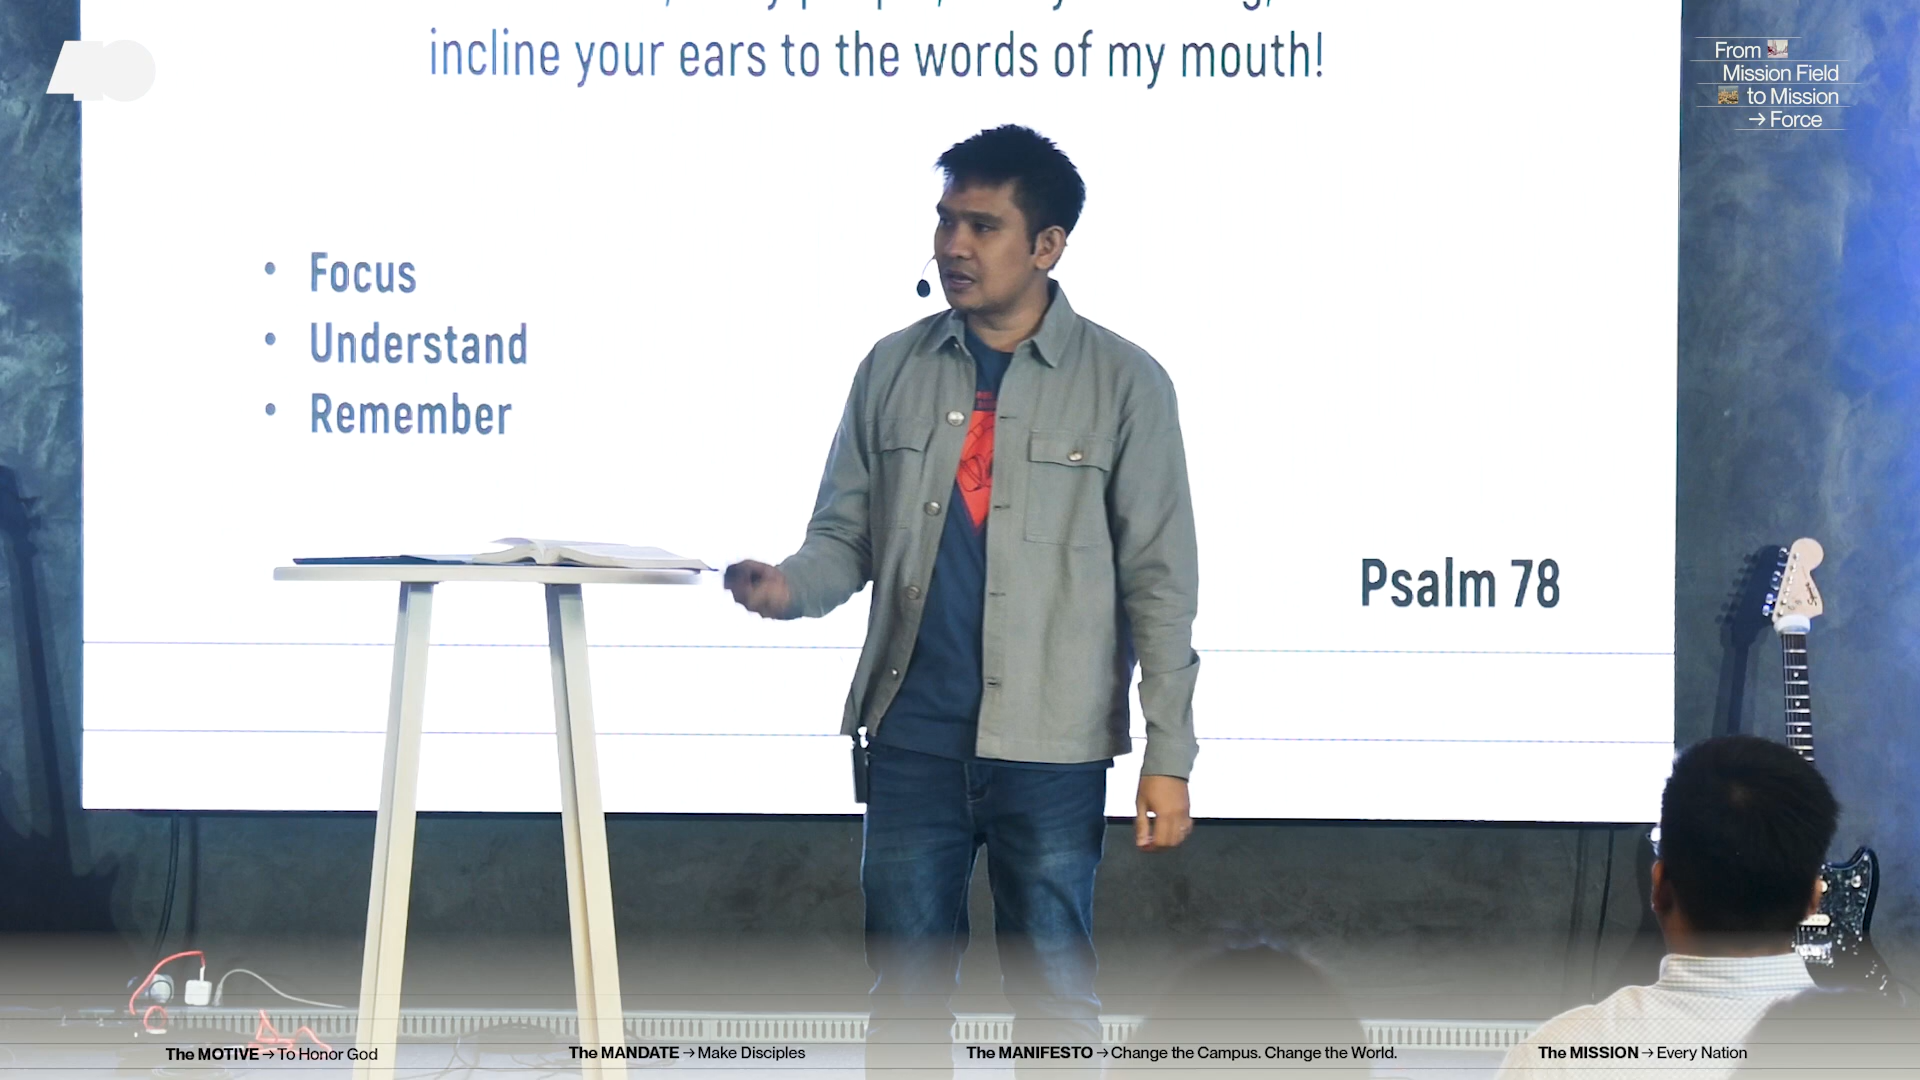 incline your ears to the words of my mouth!
• Focus
• Understand
• Remember
Psalm 78
40
From
Mission Field
to Mission
→ Force
The MOTIVE → To Honor God
The MANDATE → Make Disciples
The MANIFESTO → Change the Campus. Change the World.
The MISSION → Every Nation